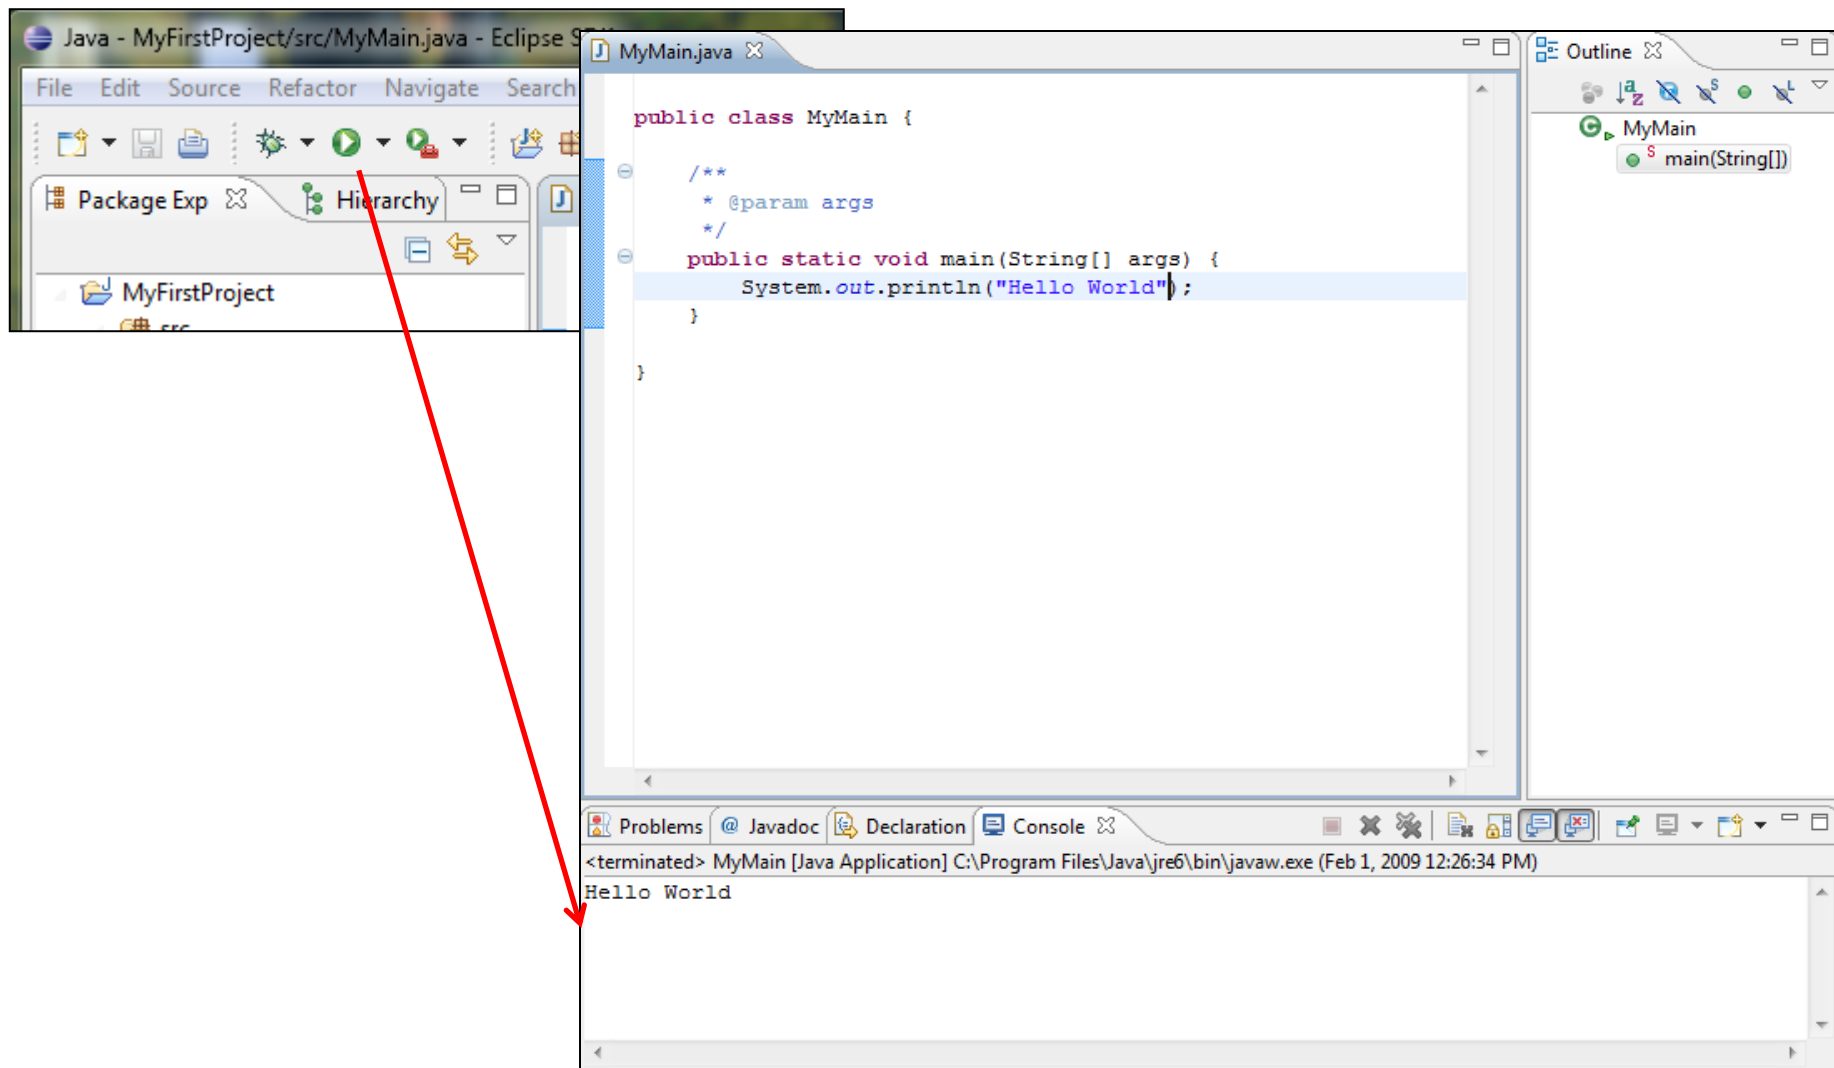 Java - MyFirstProject/src/MyMain.java - Eclipse
File Edit Source Refactor Navigate Search
Package Exp Hierarchy
MyFirstProject
src
MyMain.java
public class MyMain {
/**
* @param args
*/
public static void main(String[] args) {
System.out.println("Hello World");
}
}
Outline
MyMain
main(String[])
Problems @ Javadoc Declaration Console
<terminated> MyMain [Java Application] C:\Program Files\Java\jre6\bin\javaw.exe (Feb 1, 2009 12:26:34 PM)
Hello World